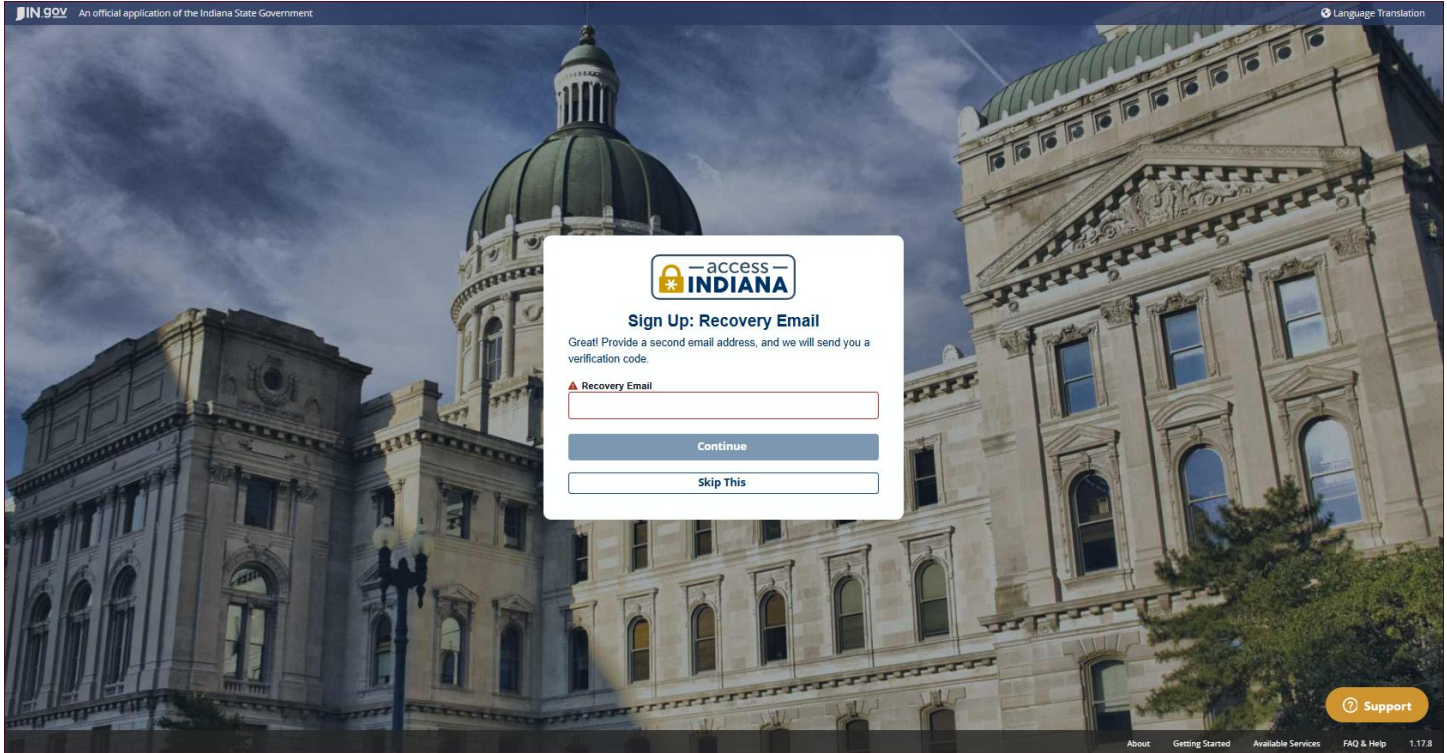 IN.gov An official application of the Indiana State Government
Language Translation
access
INDIANA
Sign Up: Recovery Email
Great! Provide a second email address, and we will send you a
verification code.
Recovery Email
Continue
Skip This
Support
About Getting Started Available Services FAQ & Help 1.17.8